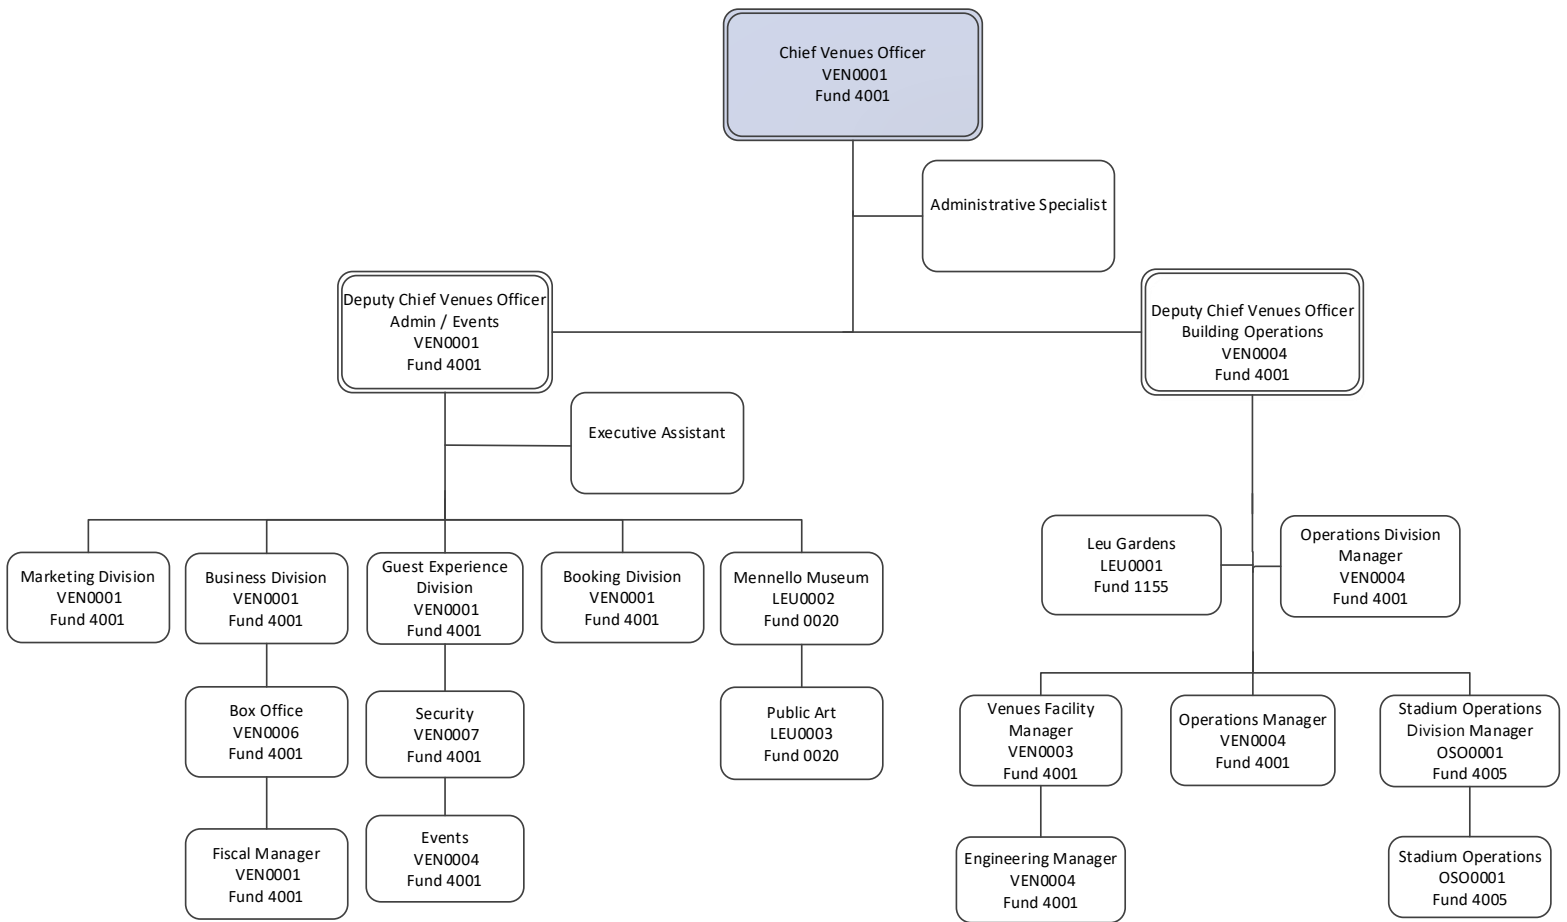 Chief Venues Officer
VEN0001
Fund 4001
Administrative Specialist
Deputy Chief Venues Officer
Admin / Events
VEN0001
Fund 4001
Deputy Chief Venues Officer
Building Operations
VEN0004
Fund 4001
Executive Assistant
Leu Gardens
LEU0001
Fund 1155
Operations Division
Manager
VEN0004
Fund 4001
Marketing Division
VEN0001
Fund 4001
Business Division
VEN0001
Fund 4001
Guest Experience
Division
VEN0001
Fund 4001
Booking Division
VEN0001
Fund 4001
Mennello Museum
LEU0002
Fund 0020
Box Office
VEN0006
Fund 4001
Security
VEN0007
Fund 4001
Public Art
LEU0003
Fund 0020
Venues Facility
Manager
VEN0003
Fund 4001
Operations Manager
VEN0004
Fund 4001
Stadium Operations
Division Manager
OSO0001
Fund 4005
Fiscal Manager
VEN0001
Fund 4001
Events
VEN0004
Fund 4001
Engineering Manager
VEN0004
Fund 4001
Stadium Operations
OSO0001
Fund 4005